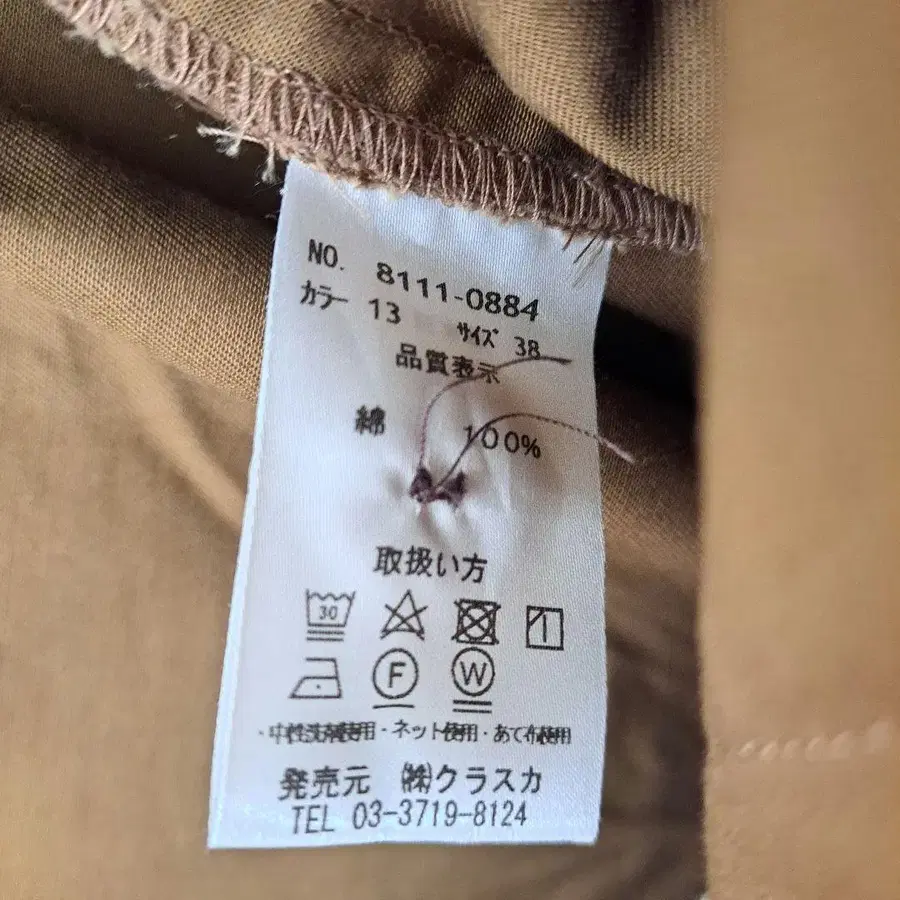 NO. 8111-0884
カラー 13 サイズ 38
品質表示
綿 100%
取扱い方
30
F W
・中性洗剤使用・ネット使用・あて布使用
発売元 ㈱クラスカ
TEL 03-3719-8124